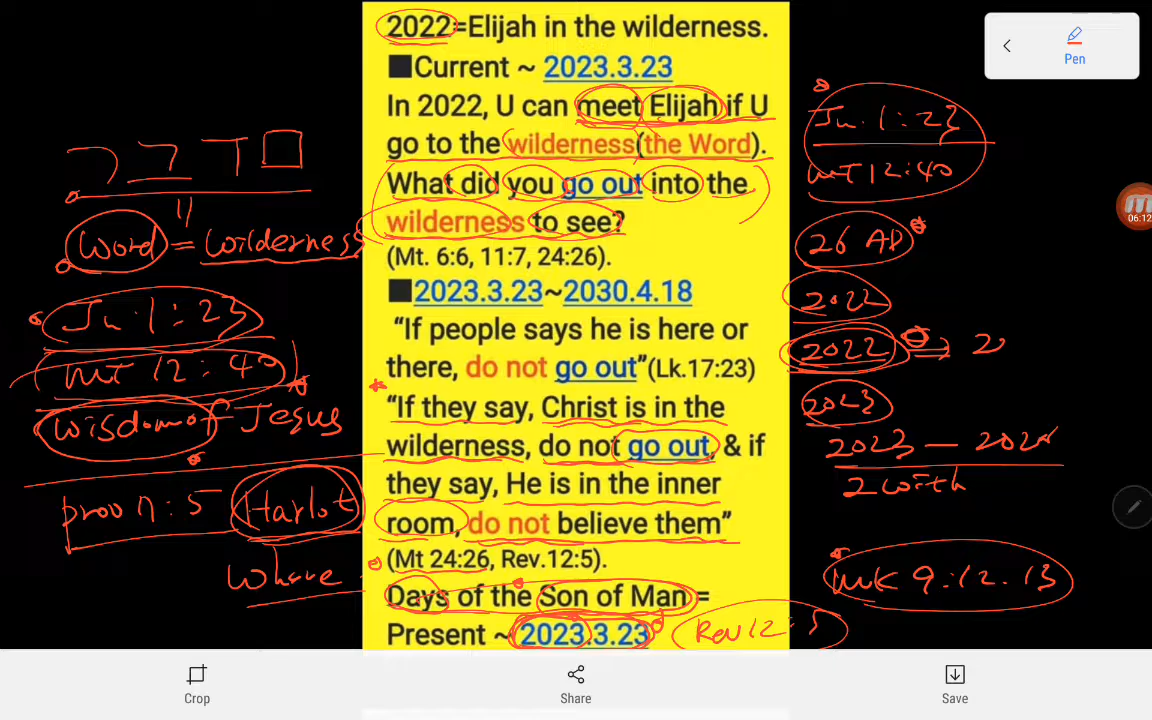 2022=Elijah in the wilderness.
■Current ~ 2023.3.23
In 2022, U can meet Elijah if U
go to the wilderness(the Word).
What did you go out into the
wilderness to see?
(Mt. 6:6, 11:7, 24:26).
■2023.3.23~2030.4.18
“If people says he is here or
there, do not go out”(Lk.17:23)
“If they say, Christ is in the
wilderness, do not go out, & if
they say, He is in the inner
room, do not believe them”
(Mt 24:26, Rev.12:5).
Days of the Son of Man =
Present ~ 2023.3.23
Rev 12:5
Word = wilderness
Jn. 1:23
MT 12:40
Wisdom of Jesus
prov 7:5 Harlot
Whore
Jn. 1:23
MT 12:40
26 AD
2022
2022 => 2
2023
2023 —
2 with
MK 9:12.13
Pen
06:12
Crop
Share
Save